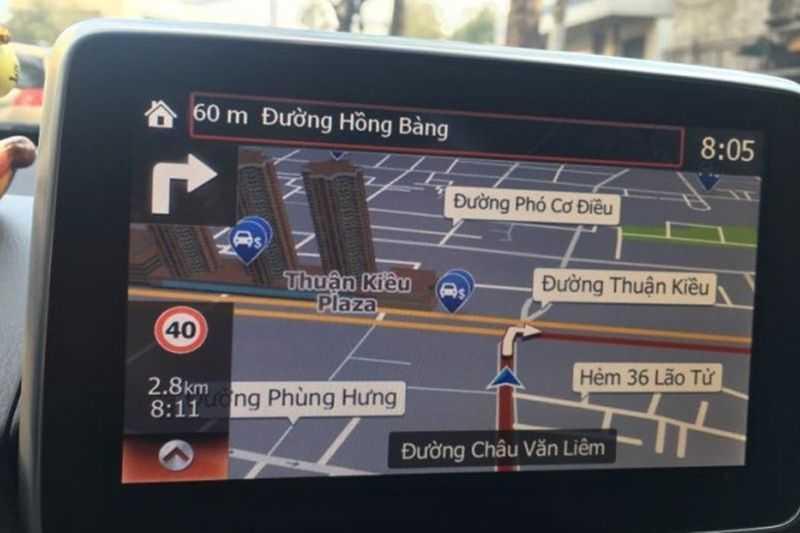 60 m Đường Hồng Bàng
8:05
Đường Phó Cơ Điều
Thuận Kiều
Plaza
Đường Thuận Kiều
40
2.8km
8:11
Đường Phùng Hưng
Hẻm 36 Lão Tử
Đường Châu Văn Liêm